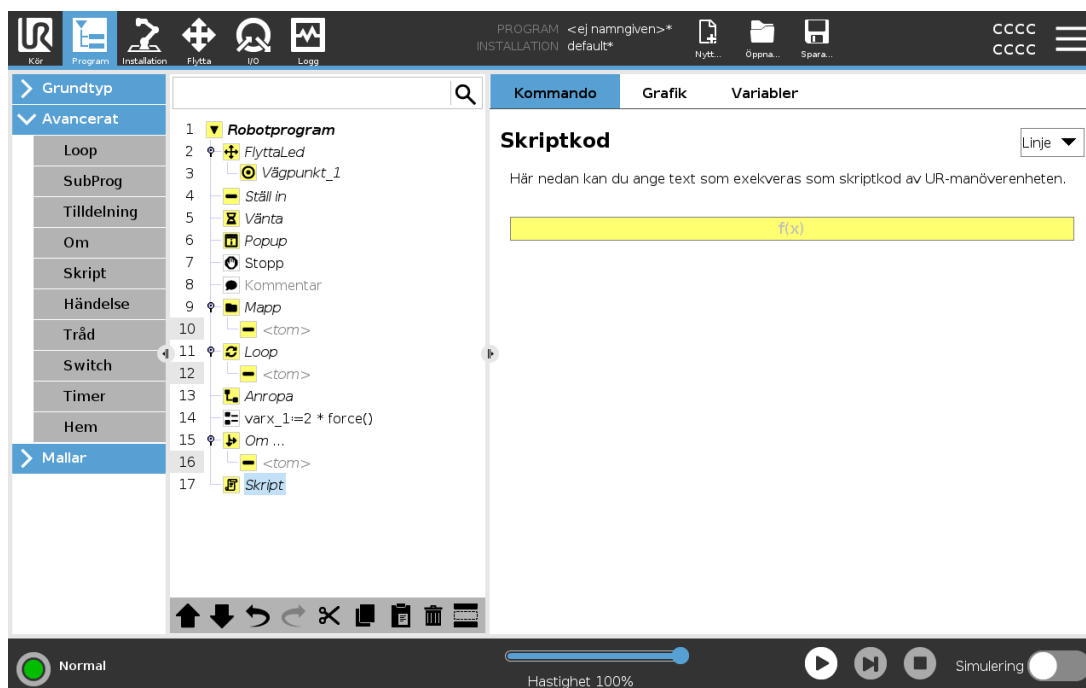 UR
PROGRAM <ej namngiven>*
INSTALLATION default*
CCCC
CCCC
Kör Program Installation Flytta I/O Logg Nytt... Öppna... Spara...
Grundtyp
Avancerat
Loop
SubProg
Tilldelning
Om
Skript
Händelse
Tråd
Switch
Timer
Hem
Mallar
1 Robotprogram
2 FlyttaLed
3 Vägpunkt_1
4 Ställ in
5 Vänta
6 Popup
7 Stopp
8 Kommentar
9 Mapp
10 <tom>
11 Loop
12 <tom>
13 Anropa
14 varx_1:=2 * force()
15 Om ...
16 <tom>
17 Skript
Kommando Grafik Variabler
Skriptkod
Linje
Här nedan kan du ange text som exekveras som skriptkod av UR-manöverenheten.
f(x)
Normal
Hastighet 100%
Simulering